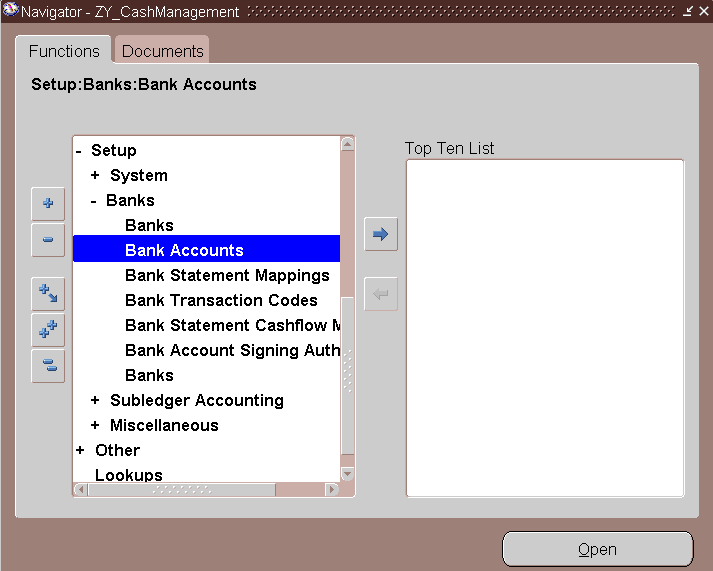 Navigator - ZY_CashManagement
Functions
Documents
Setup:Banks:Bank Accounts
Top Ten List
- Setup
+ System
- Banks
Banks
Bank Accounts
Bank Statement Mappings
Bank Transaction Codes
Bank Statement Cashflow M
Bank Account Signing Auth
Banks
+ Subledger Accounting
+ Miscellaneous
+ Other
Lookups
Open